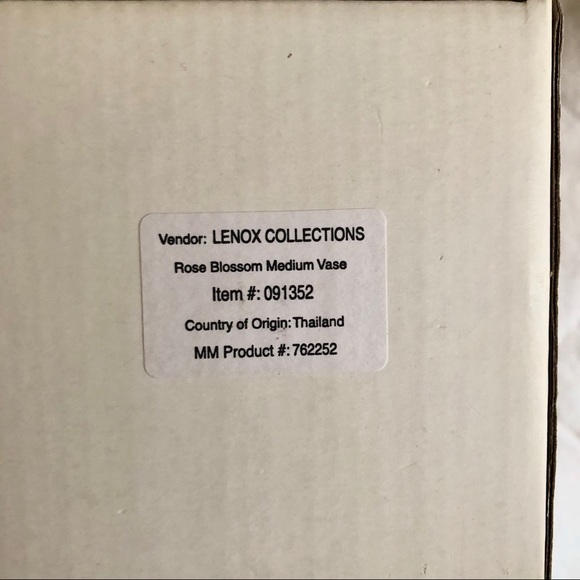 Vendor: LENOX COLLECTIONS
Rose Blossom Medium Vase
Item #: 091352
Country of Origin: Thailand
MM Product #: 762252